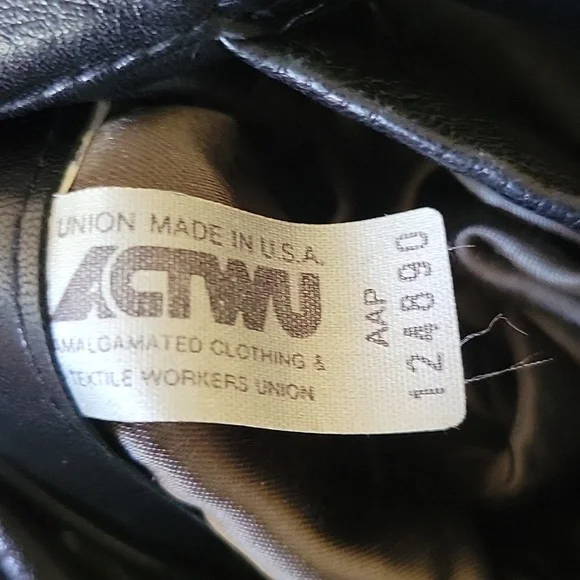 UNION MADE IN U.S.A.
ACTWU
AMALGAMATED CLOTHING &
TEXTILE WORKERS UNION
AAP
124890